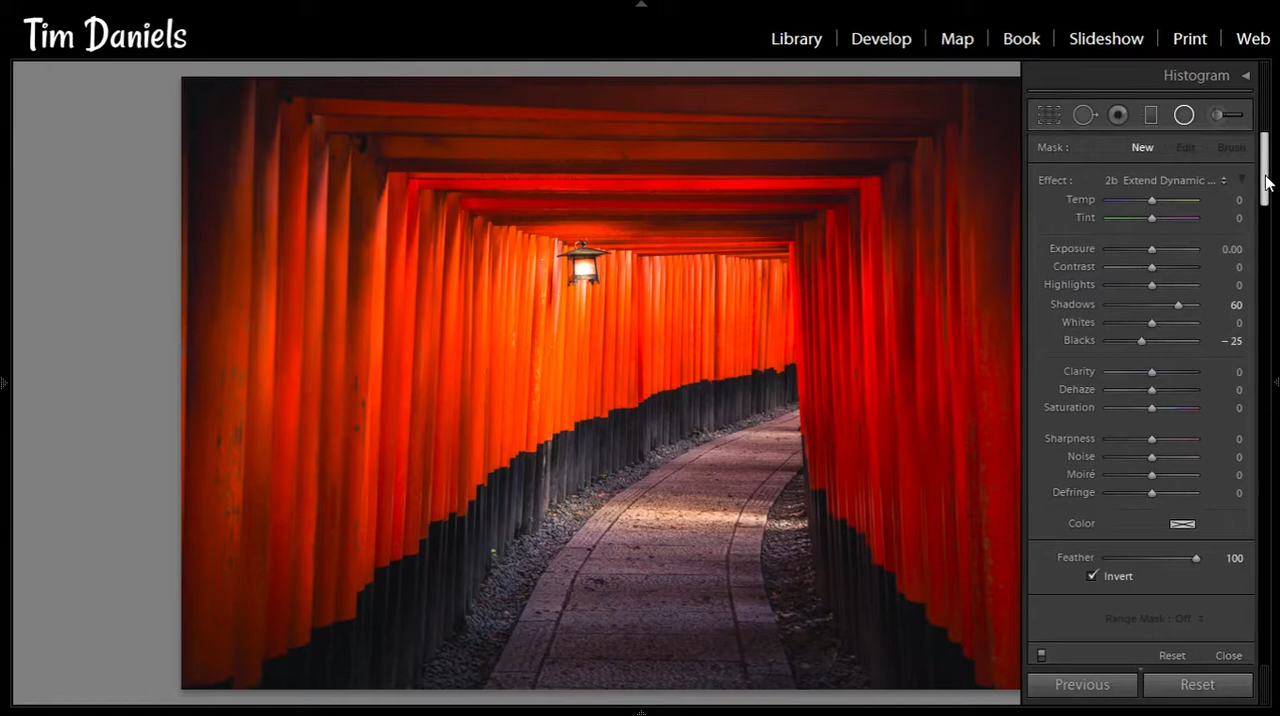 Tim Daniels
Library | Develop | Map | Book | Slideshow | Print | Web
Histogram
Mask : New Edit Brush
Effect : 2b Extend Dynamic ...
Temp 0
Tint 0
Exposure 0.00
Contrast 0
Highlights 0
Shadows 60
Whites 0
Blacks – 25
Clarity 0
Dehaze 0
Saturation 0
Sharpness 0
Noise 0
Moiré 0
Defringe 0
Color
Feather 100
Invert
Range Mask : Off
Reset Close
Previous Reset